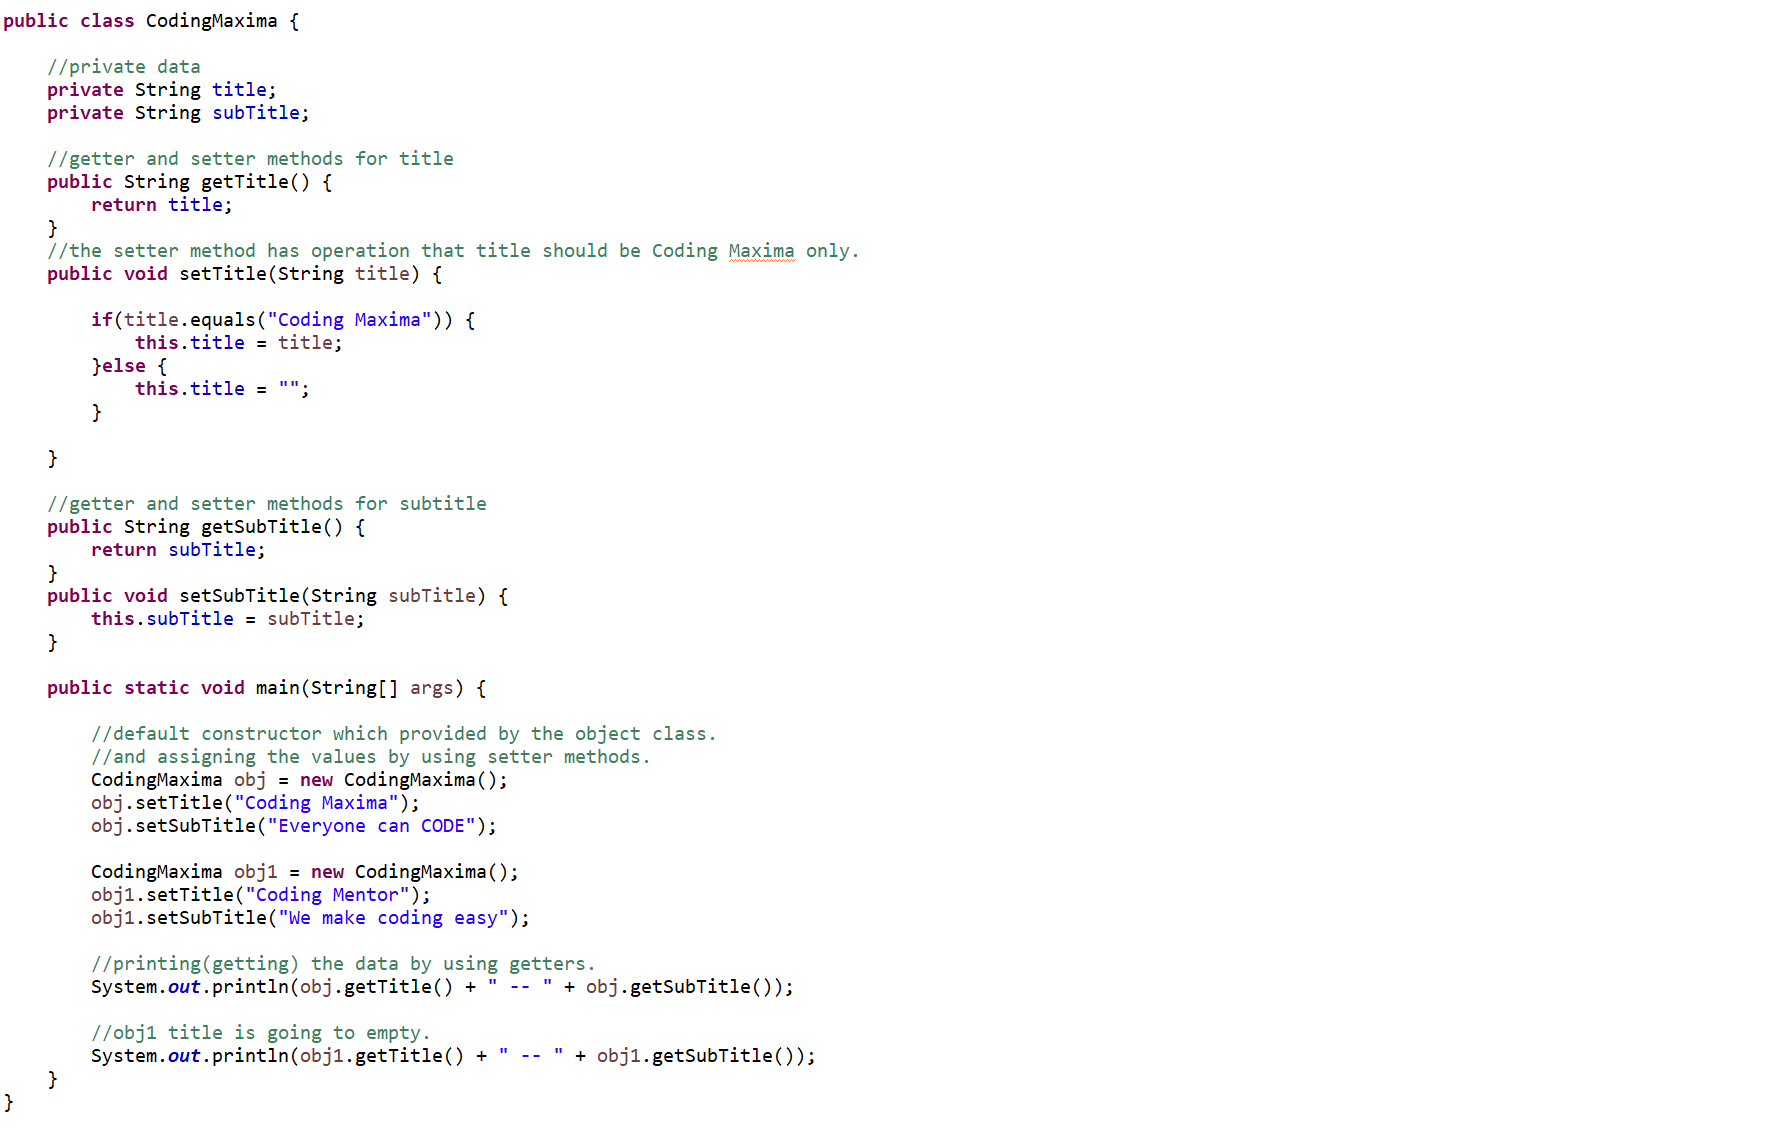 public class CodingMaxima {
//private data
private String title;
private String subTitle;
//getter and setter methods for title
public String getTitle() {
return title;
}
//the setter method has operation that title should be Coding Maxima only.
public void setTitle(String title) {
if(title.equals("Coding Maxima")) {
this.title = title;
}else {
this.title = "";
}
}
//getter and setter methods for subtitle
public String getSubTitle() {
return subTitle;
}
public void setSubTitle(String subTitle) {
this.subTitle = subTitle;
}
public static void main(String[] args) {
//default constructor which provided by the object class.
//and assigning the values by using setter methods.
CodingMaxima obj = new CodingMaxima();
obj.setTitle("Coding Maxima");
obj.setSubTitle("Everyone can CODE");
CodingMaxima obj1 = new CodingMaxima();
obj1.setTitle("Coding Mentor");
obj1.setSubTitle("We make coding easy");
//printing(getting) the data by using getters.
System.out.println(obj.getTitle() + " -- " + obj.getSubTitle());
//obj1 title is going to empty.
System.out.println(obj1.getTitle() + " -- " + obj1.getSubTitle());
}
}